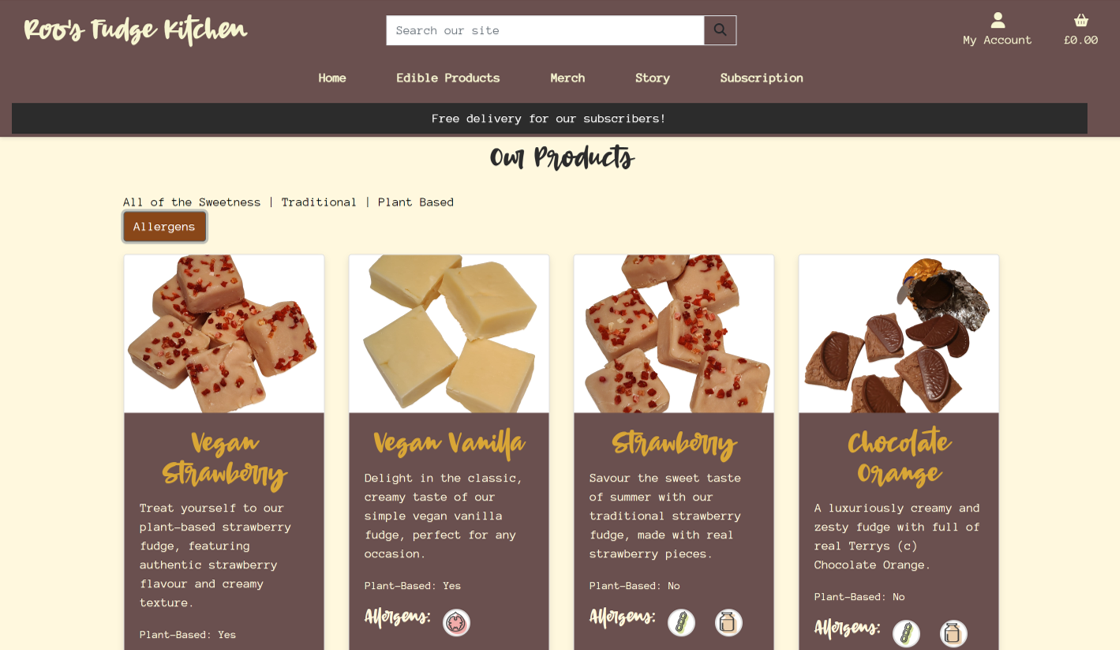 Roo's Fudge Kitchen
Search our site
My Account
£0.00
Home Edible Products Merch Story Subscription
Free delivery for our subscribers!
Our Products
All of the Sweetness | Traditional | Plant Based
Allergens
Vegan
Strawberry
Treat yourself to our
plant-based strawberry
fudge, featuring
authentic strawberry
flavour and creamy
texture.
Plant-Based: Yes
Vegan Vanilla
Delight in the classic,
creamy taste of our
simple vegan vanilla
fudge, perfect for any
occasion.
Plant-Based: Yes
Allergens:
Strawberry
Savour the sweet taste
of summer with our
traditional strawberry
fudge, made with real
strawberry pieces.
Plant-Based: No
Allergens:
Chocolate
Orange
A luxuriously creamy and
zesty fudge with full of
real Terrys (c)
Chocolate Orange.
Plant-Based: No
Allergens: